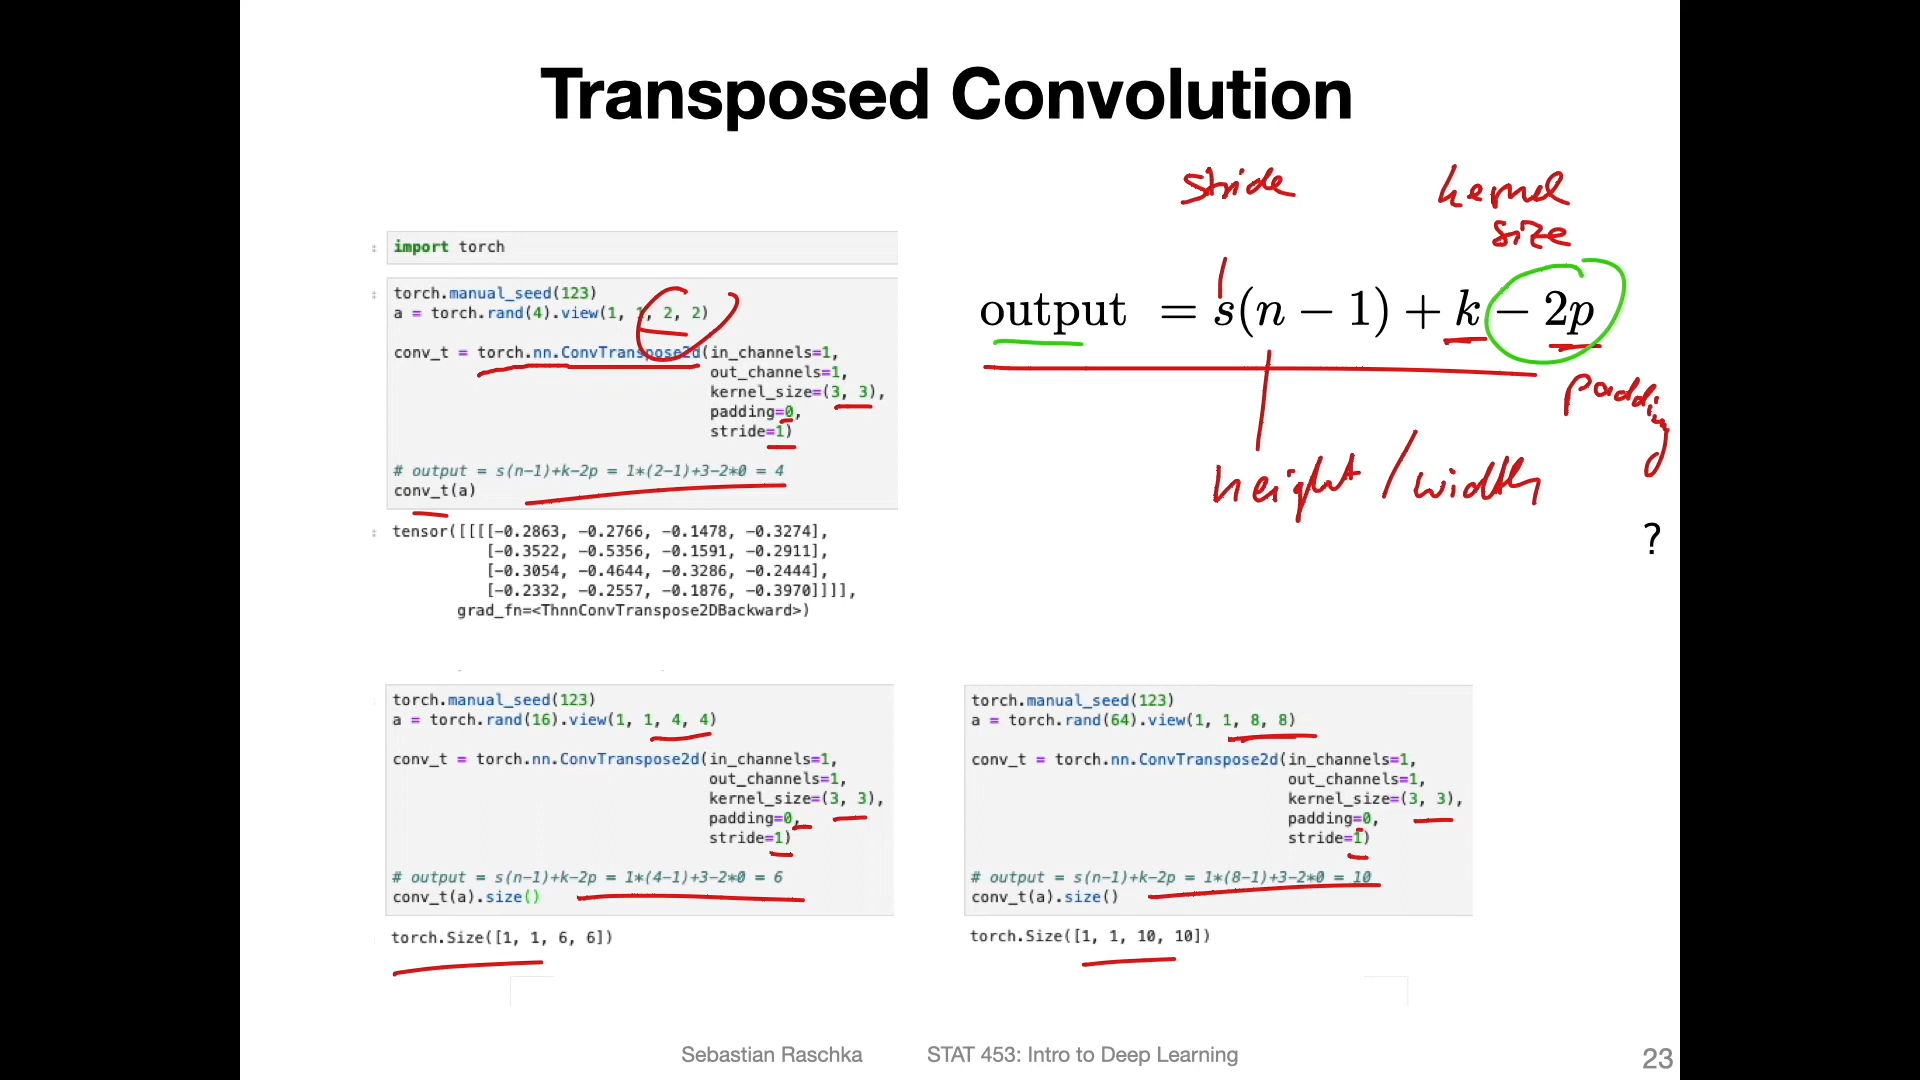 Transposed Convolution
stride
kernel
size
output = s(n − 1) + k − 2p
padding
height / width
?
: import torch
: torch.manual_seed(123)
a = torch.rand(4).view(1, 1, 2, 2)
conv_t = torch.nn.ConvTranspose2d(in_channels=1,
out_channels=1,
kernel_size=(3, 3),
padding=0,
stride=1)
# output = s(n−1)+k−2p = 1*(2−1)+3−2*0 = 4
conv_t(a)
: tensor([[[[-0.2863, -0.2766, -0.1478, -0.3274],
[-0.3522, -0.5356, -0.1591, -0.2911],
[-0.3054, -0.4644, -0.3286, -0.2444],
[-0.2332, -0.2557, -0.1876, -0.3970]]]],
grad_fn=<ThnnConvTranspose2DBackward>)
torch.manual_seed(123)
a = torch.rand(16).view(1, 1, 4, 4)
conv_t = torch.nn.ConvTranspose2d(in_channels=1,
out_channels=1,
kernel_size=(3, 3),
padding=0,
stride=1)
# output = s(n−1)+k−2p = 1*(4−1)+3−2*0 = 6
conv_t(a).size()
torch.Size([1, 1, 6, 6])
torch.manual_seed(123)
a = torch.rand(64).view(1, 1, 8, 8)
conv_t = torch.nn.ConvTranspose2d(in_channels=1,
out_channels=1,
kernel_size=(3, 3),
padding=0,
stride=1)
# output = s(n−1)+k−2p = 1*(8−1)+3−2*0 = 10
conv_t(a).size()
torch.Size([1, 1, 10, 10])
Sebastian Raschka STAT 453: Intro to Deep Learning 23